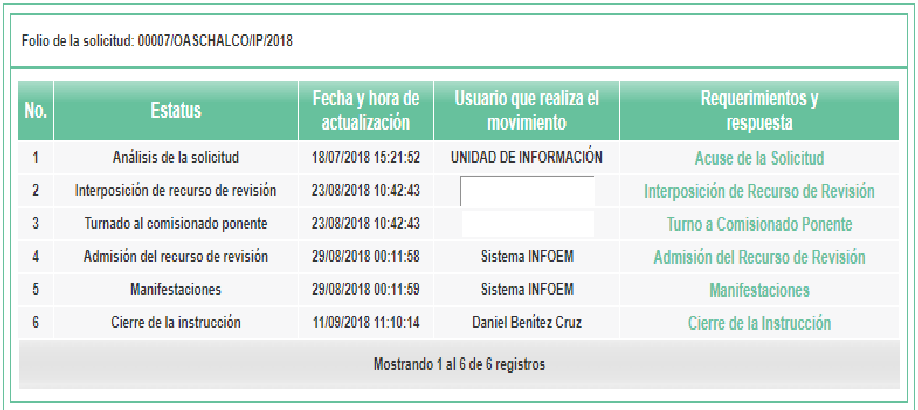 Folio de la solicitud: 00007/OASCHALCO/IP/2018
No. Estatus Fecha y hora de actualización Usuario que realiza el movimiento Requerimientos y respuesta
1 Análisis de la solicitud 18/07/2018 15:21:52 UNIDAD DE INFORMACIÓN Acuse de la Solicitud
2 Interposición de recurso de revisión 23/08/2018 10:42:43 Interposición de Recurso de Revisión
3 Turnado al comisionado ponente 23/08/2018 10:42:43 Turno a Comisionado Ponente
4 Admisión del recurso de revisión 29/08/2018 00:11:58 Sistema INFOEM Admisión del Recurso de Revisión
5 Manifestaciones 29/08/2018 00:11:59 Sistema INFOEM Manifestaciones
6 Cierre de la instrucción 11/09/2018 11:10:14 Daniel Benítez Cruz Cierre de la Instrucción
Mostrando 1 al 6 de 6 registros